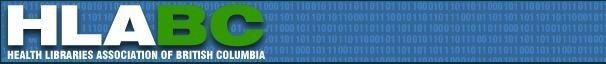 HLABC
HEALTH LIBRARIES ASSOCIATION OF BRITISH COLUMBIA